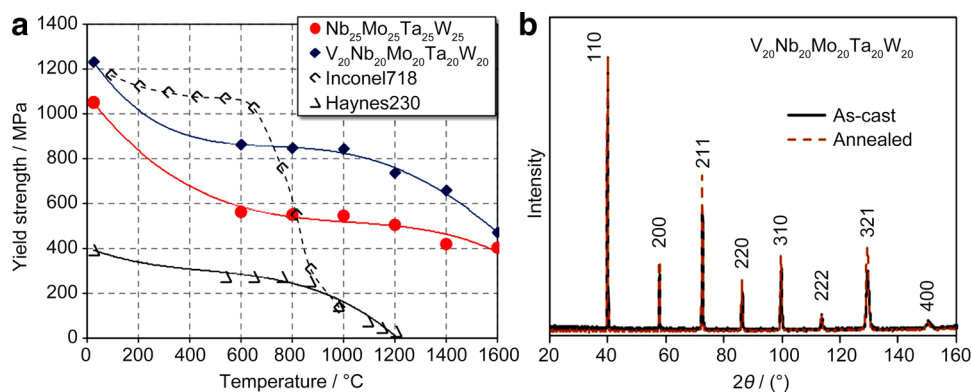 a
Nb₂₅Mo₂₅Ta₂₅W₂₅
V₂₀Nb₂₀Mo₂₀Ta₂₀W₂₀
Inconel718
Haynes230
1400
1200
1000
800
600
400
200
0
Yield strength / MPa
0 200 400 600 800 1000 1200 1400 1600
Temperature / °C
b
V₂₀Nb₂₀Mo₂₀Ta₂₀W₂₀
As-cast
Annealed
110
200
211
220
310
222
321
400
Intensity
20 40 60 80 100 120 140 160
2θ / (°)